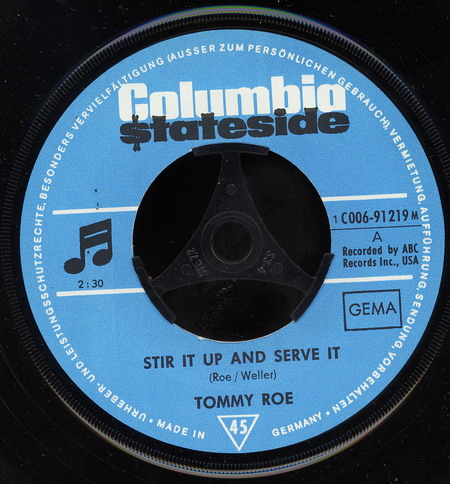 URHEBER- UND LEISTUNGSSCHUTZRECHTE, BESONDERS VERVIELFÄLTIGUNG (AUSSER ZUM PERSÖNLICHEN GEBRAUCH), VERMIETUNG, AUFFÜHRUNG, SENDUNG, VORBEHALTEN
Columbia
$tateside
1 C006-91219 M
A
Recorded by ABC
Records Inc., USA
2:30
GEMA
STIR IT UP AND SERVE IT
(Roe / Weller)
TOMMY ROE
• MADE IN 45 GERMANY •